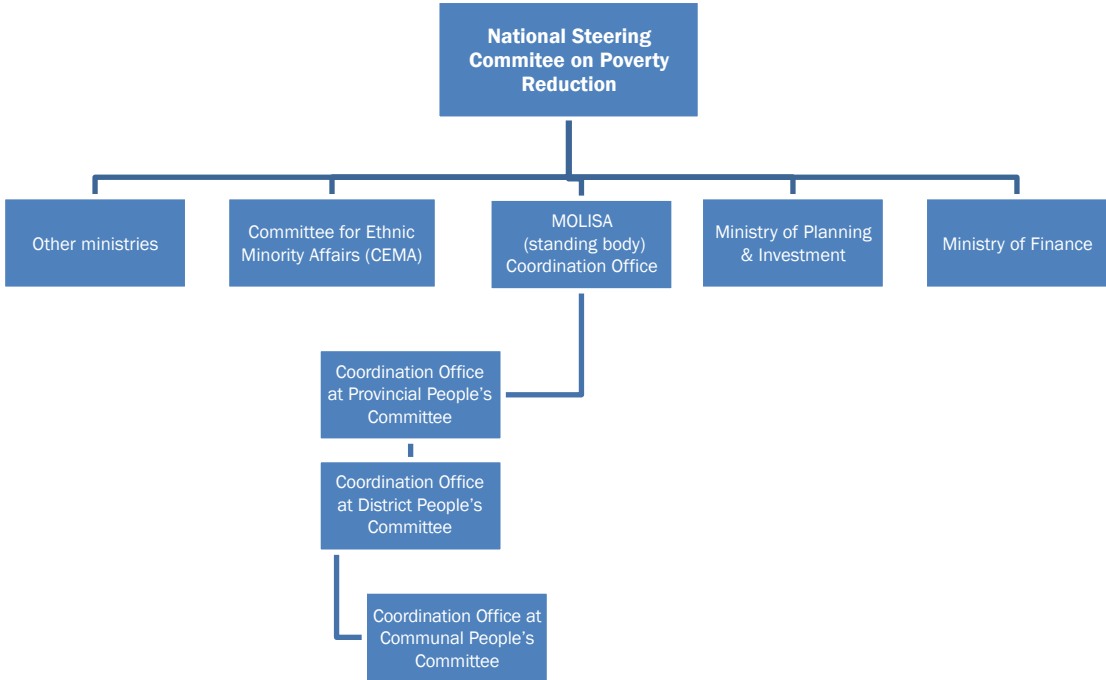 National Steering
Commitee on Poverty
Reduction
Other ministries
Committee for Ethnic
Minority Affairs (CEMA)
MOLISA
(standing body)
Coordination Office
Ministry of Planning
& Investment
Ministry of Finance
Coordination Office
at Provincial People’s
Committee
Coordination Office
at District People’s
Committee
Coordination Office at
Communal People’s
Committee